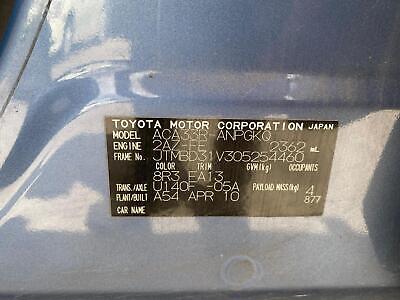 TOYOTA MOTOR CORPORATION JAPAN
MODEL ACA33R-ANPGKQ
ENGINE 2AZ-FE 2362 mL
FRAME No. JTMBD31V305254460
COLOR TRIM GVM(kg) OCCUPANTS
8R3 FA13
TRANS./AXLE U140F -05A PAYLOAD MASS(kg) 4
PLANT/BUILT A54 APR 10 877
CAR NAME